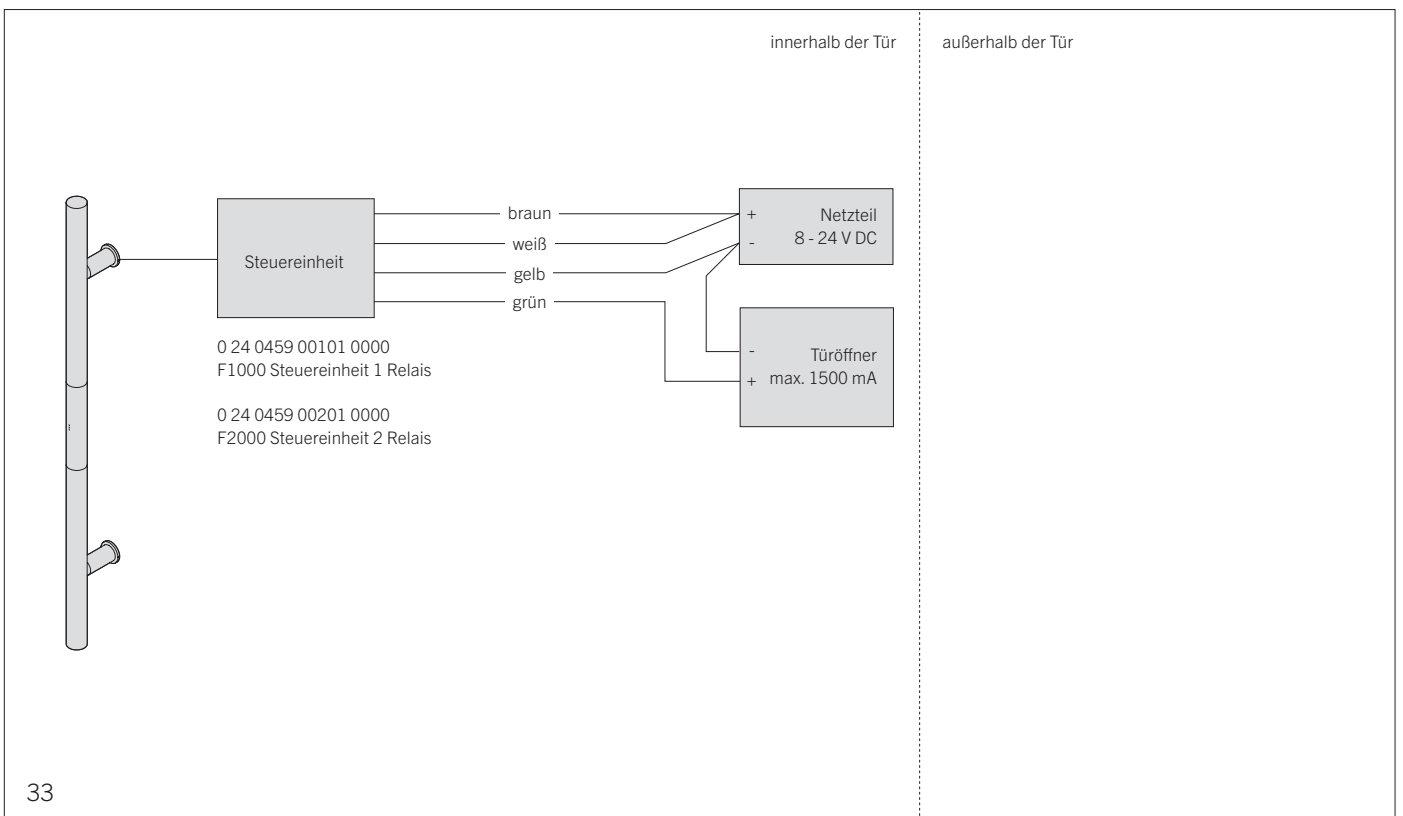 innerhalb der Tür
außerhalb der Tür
braun
weiß
gelb
grün
Steuereinheit
+ Netzteil
- 8 - 24 V DC
- Türöffner
+ max. 1500 mA
0 24 0459 00101 0000
F1000 Steuereinheit 1 Relais
0 24 0459 00201 0000
F2000 Steuereinheit 2 Relais
33